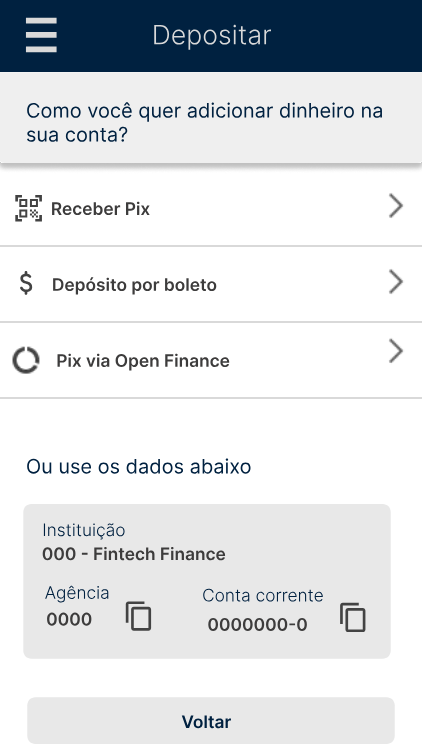 Depositar
Como você quer adicionar dinheiro na
sua conta?
Receber Pix
$ Depósito por boleto
Pix via Open Finance
Ou use os dados abaixo
Instituição
000 - Fintech Finance
Agência
0000
Conta corrente
0000000-0
Voltar